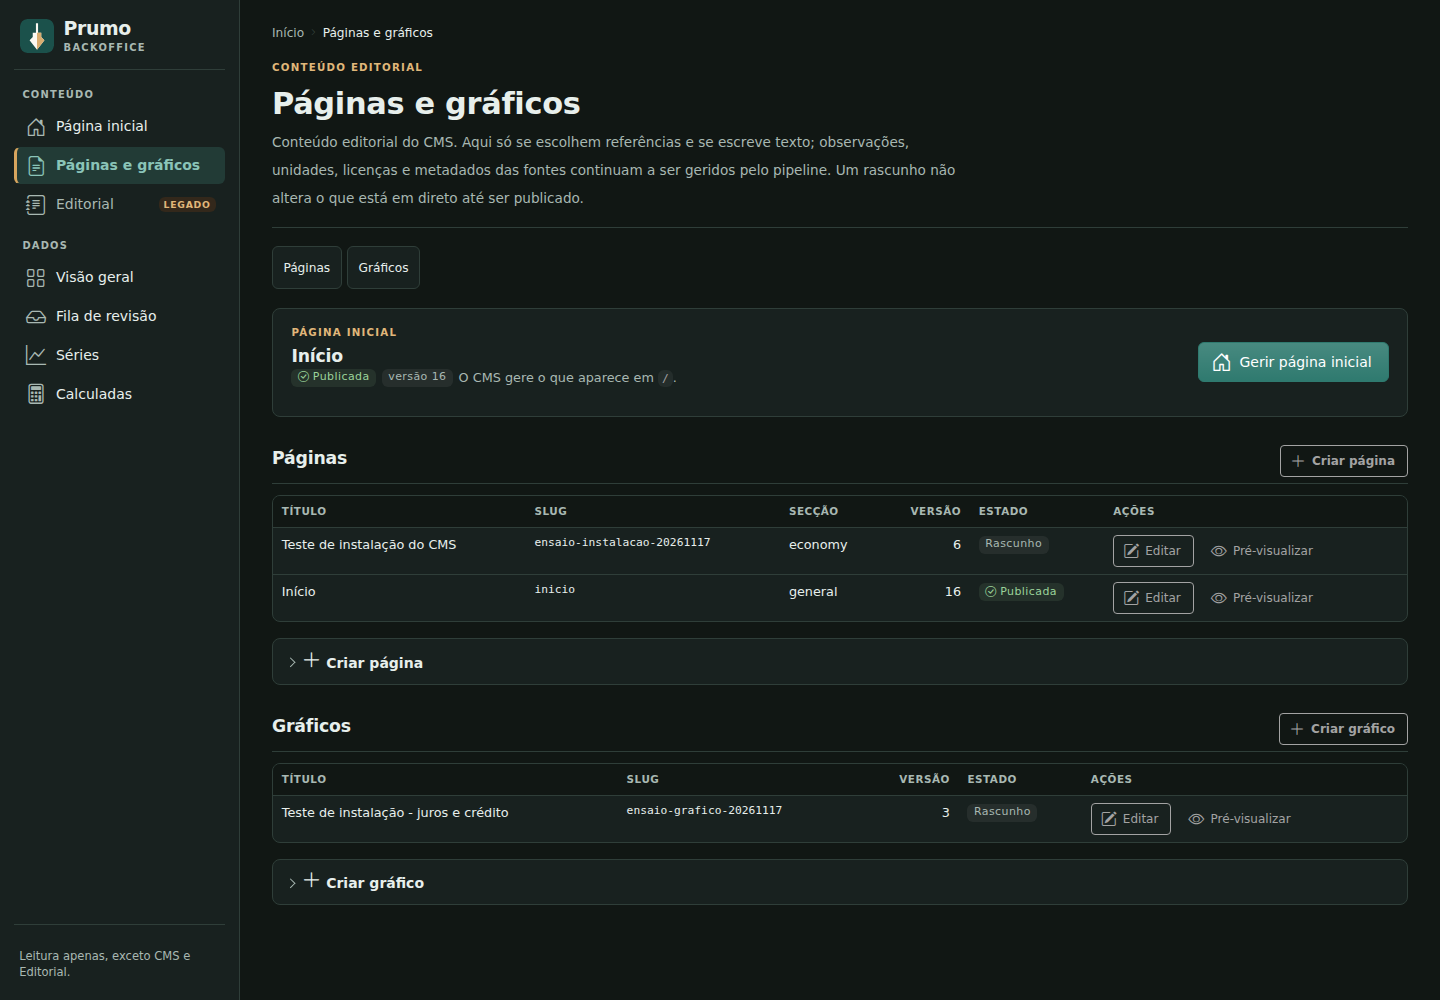 Prumo
BACKOFFICE
CONTEÚDO
Página inicial
Páginas e gráficos
Editorial LEGADO
DADOS
Visão geral
Fila de revisão
Séries
Calculadas
Leitura apenas, exceto CMS e
Editorial.
Início › Páginas e gráficos
CONTEÚDO EDITORIAL
Páginas e gráficos
Conteúdo editorial do CMS. Aqui só se escolhem referências e se escreve texto; observações,
unidades, licenças e metadados das fontes continuam a ser geridos pelo pipeline. Um rascunho não
altera o que está em direto até ser publicado.
Páginas Gráficos
PÁGINA INICIAL
Início
Publicada versão 16 O CMS gere o que aparece em /.
Gerir página inicial
Páginas
Criar página
TÍTULO SLUG SECÇÃO VERSÃO ESTADO AÇÕES
Teste de instalação do CMS ensaio-instalacao-20261117 economy 6 Rascunho Editar Pré-visualizar
Início inicio general 16 Publicada Editar Pré-visualizar
Criar página
Gráficos
Criar gráfico
TÍTULO SLUG VERSÃO ESTADO AÇÕES
Teste de instalação - juros e crédito ensaio-grafico-20261117 3 Rascunho Editar Pré-visualizar
Criar gráfico